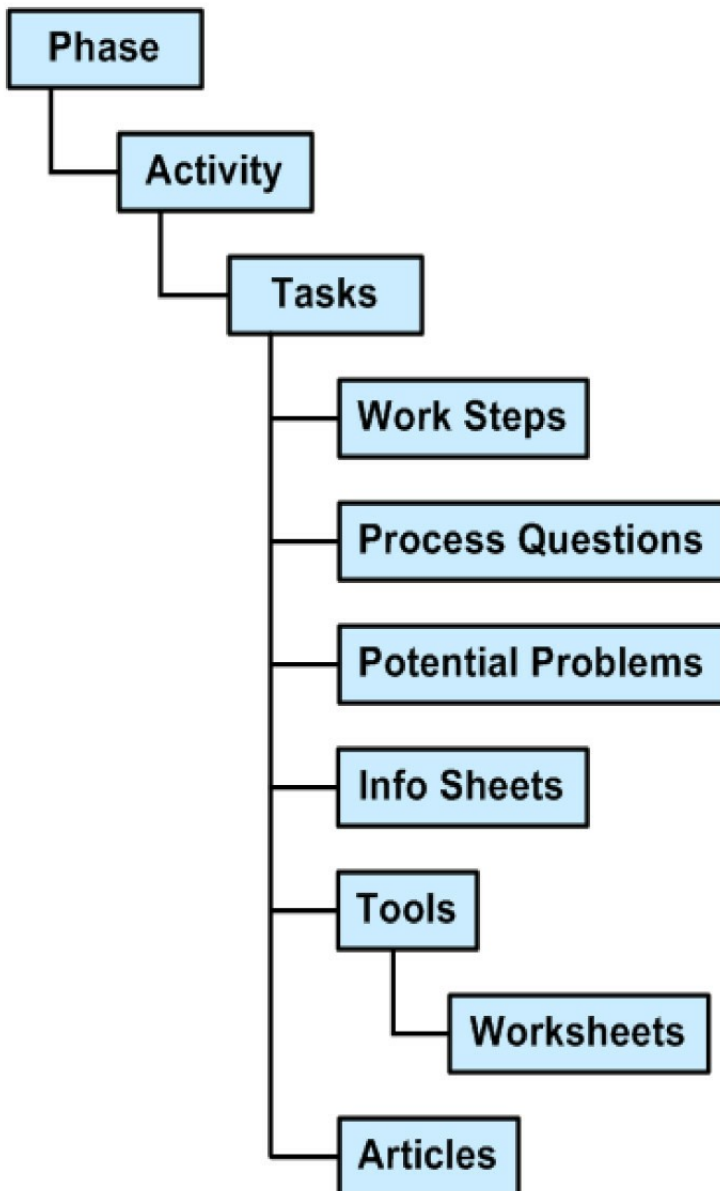 Phase
Activity
Tasks
Work Steps
Process Questions
Potential Problems
Info Sheets
Tools
Worksheets
Articles